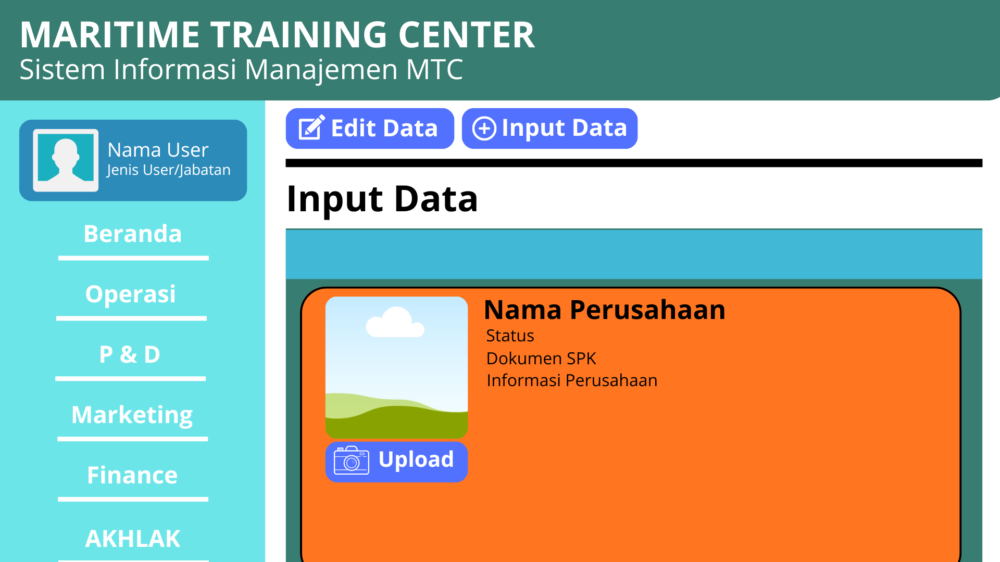 MARITIME TRAINING CENTER
Sistem Informasi Manajemen MTC
Nama User
Jenis User/Jabatan
Beranda
Operasi
P & D
Marketing
Finance
AKHLAK
Edit Data
Input Data
Input Data
Nama Perusahaan
Status
Dokumen SPK
Informasi Perusahaan
Upload